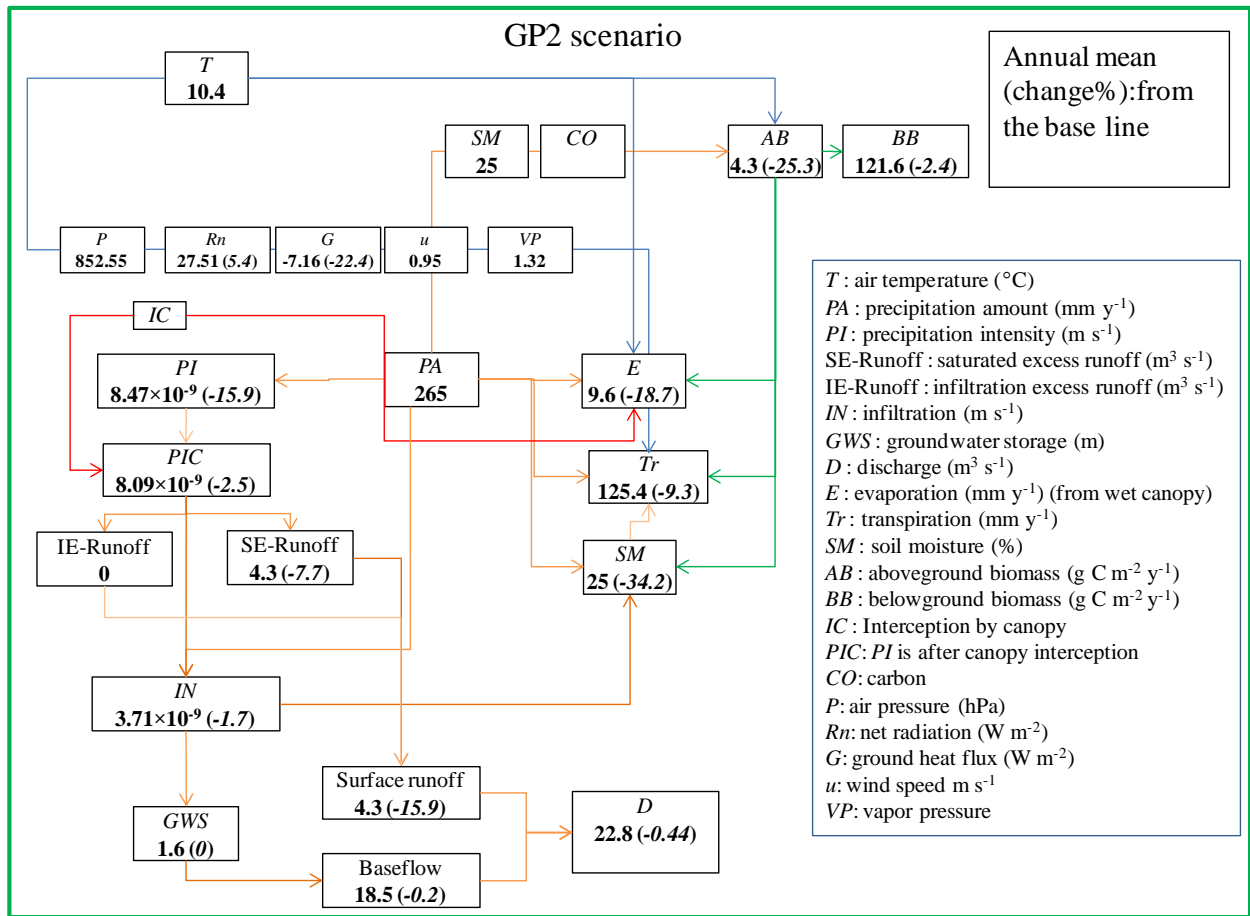 GP2 scenario
Annual mean
(change%):from
the base line
T
10.4
SM
25
CO
AB
4.3 (-25.3)
BB
121.6 (-2.4)
P
852.55
Rn
27.51 (5.4)
G
-7.16 (-22.4)
u
0.95
VP
1.32
IC
PI
8.47×10⁻⁹ (-15.9)
PA
265
E
9.6 (-18.7)
PIC
8.09×10⁻⁹ (-2.5)
Tr
125.4 (-9.3)
IE-Runoff
0
SE-Runoff
4.3 (-7.7)
SM
25 (-34.2)
IN
3.71×10⁻⁹ (-1.7)
Surface runoff
4.3 (-15.9)
D
22.8 (-0.44)
GWS
1.6 (0)
Baseflow
18.5 (-0.2)
T : air temperature (°C)
PA : precipitation amount (mm y⁻¹)
PI : precipitation intensity (m s⁻¹)
SE-Runoff : saturated excess runoff (m³ s⁻¹)
IE-Runoff : infiltration excess runoff (m³ s⁻¹)
IN : infiltration (m s⁻¹)
GWS : groundwater storage (m)
D : discharge (m³ s⁻¹)
E : evaporation (mm y⁻¹) (from wet canopy)
Tr : transpiration (mm y⁻¹)
SM : soil moisture (%)
AB : aboveground biomass (g C m⁻² y⁻¹)
BB : belowground biomass (g C m⁻² y⁻¹)
IC : Interception by canopy
PIC: PI is after canopy interception
CO: carbon
P: air pressure (hPa)
Rn: net radiation (W m⁻²)
G: ground heat flux (W m⁻²)
u: wind speed m s⁻¹
VP: vapor pressure